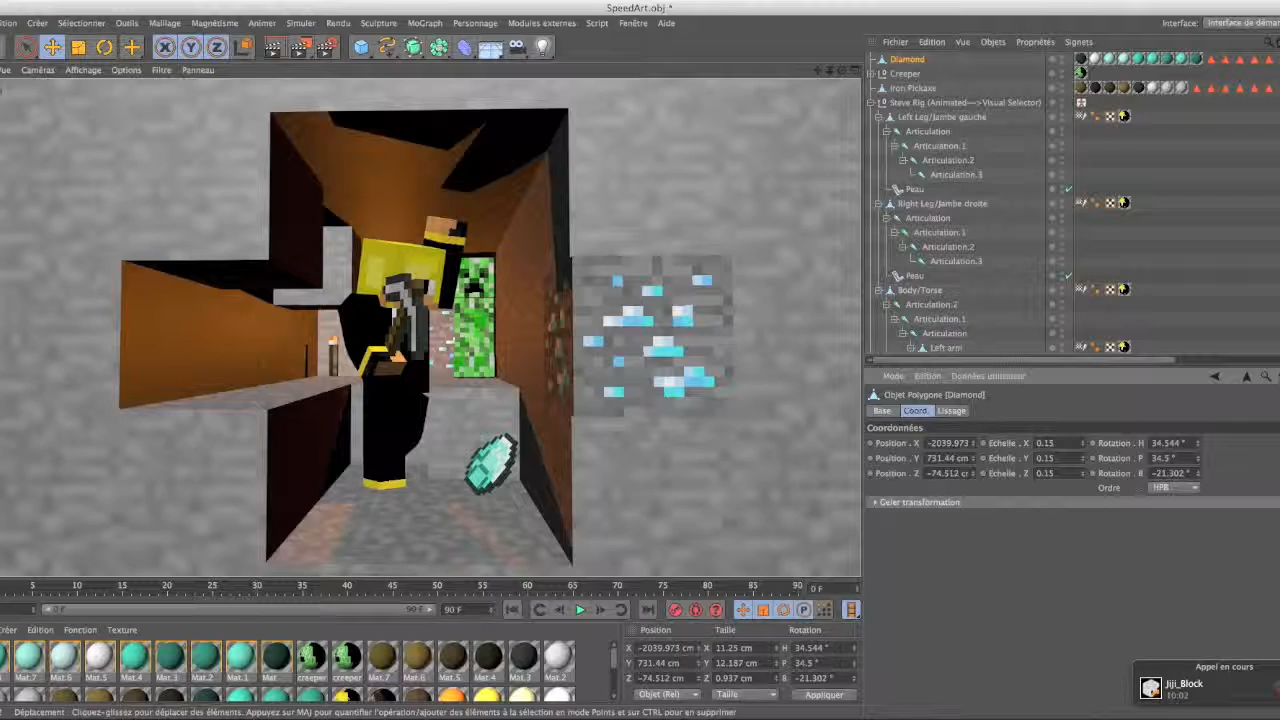 SpeedArt.obj *
ition Créer Sélectionner Outils Maillage Magnétisme Animer Simuler Rendu Sculpture MoGraph Personnage Modules externes Script Fenêtre Aide Interface: Interface de démar
Vue Caméras Affichage Options Filtre Panneau
Fichier Edition Vue Objets Propriétés Signets
Diamond
Creeper
Iron Pickaxe
Steve Rig (Animated—>Visual Selector)
Left Leg/Jambe gauche
Articulation
Articulation.1
Articulation.2
Articulation.3
Peau
Right Leg/Jambe droite
Articulation
Articulation.1
Articulation.2
Articulation.3
Peau
Body/Torse
Articulation.2
Articulation.1
Articulation
Left arm
Mode Edition Données utilisateur
Objet Polygone [Diamond]
Base Coord. Lissage
Coordonnées
Position . X -2039.973 Echelle . X 0.15 Rotation . H 34.544 °
Position . Y 731.44 cm Echelle . Y 0.15 Rotation . P 34.5 °
Position . Z -74.512 cr Echelle . Z 0.15 Rotation . B -21.302 °
Ordre HPB
Geler transformation
5 10 15 20 25 30 35 40 45 50 55 60 65 70 75 80 85 90 0 F
0 F 90 F 90 F
Créer Edition Fonction Texture
Mat.7 Mat.6 Mat.5 Mat.4 Mat.3 Mat.2 Mat.1 Mat creeper creeper Mat.7 Mat.6 Mat.5 Mat.4 Mat.3 Mat.2
Position Taille Rotation
X -2039.973 cm X 11.25 cm H 34.544 °
Y 731.44 cm Y 12.187 cm P 34.5 °
Z -74.512 cm Z 0.937 cm B -21.302 °
Objet (Rel) Taille Appliquer
Appel en cours
Jiji_Block
10:02
Déplacement : Cliquez-glissez pour déplacer des éléments. Appuyez sur MAJ pour quantifier l'opération/ajouter des éléments à la sélection en mode Points et sur CTRL pour en supprimer